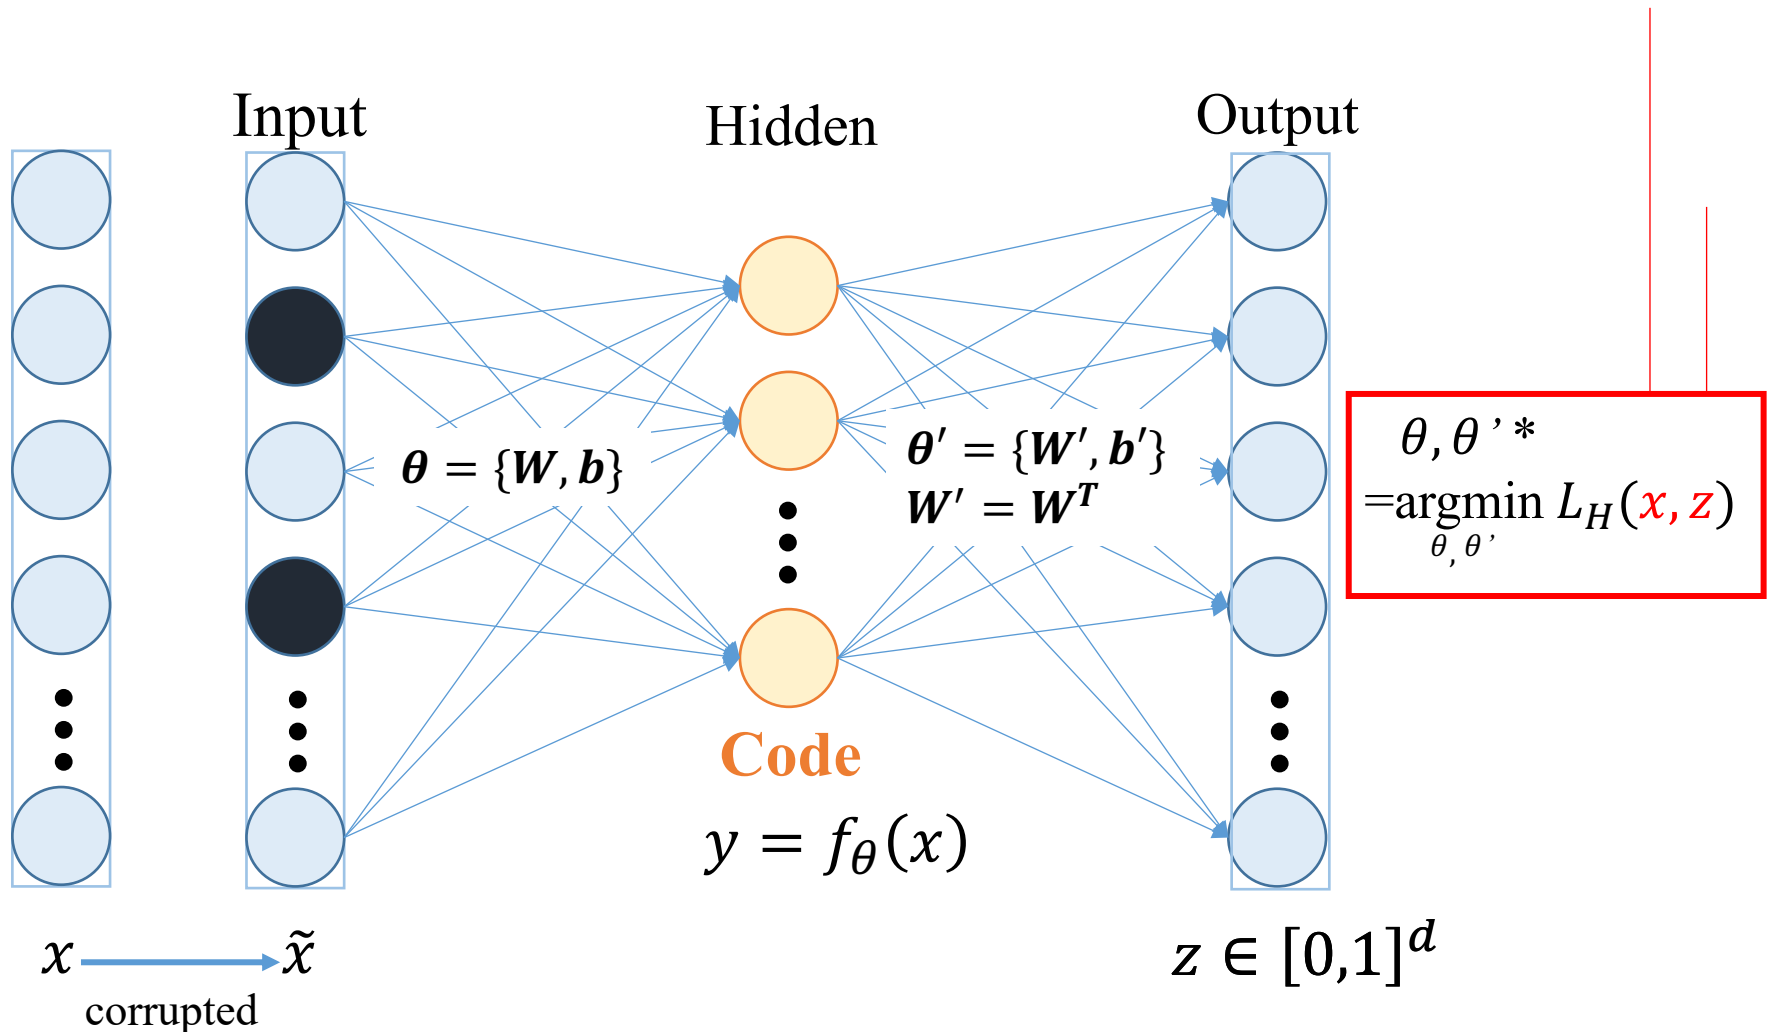 Input
Hidden
Output
θ = {W, b}
θ′ = {W′, b′}
W′ = W^T
θ, θ ’ *
=argmin L_H(x, z)
θ, θ ’
Code
y = f_θ(x)
x
x̃
corrupted
z ∈ [0,1]^d